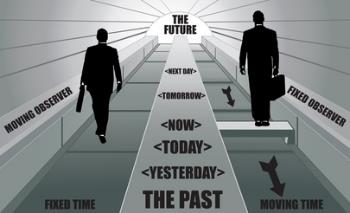 THE
FUTURE
<NEXT DAY>
<TOMORROW>
MOVING OBSERVER
FIXED OBSERVER
<NOW>
<TODAY>
<YESTERDAY>
THE PAST
FIXED TIME
MOVING TIME